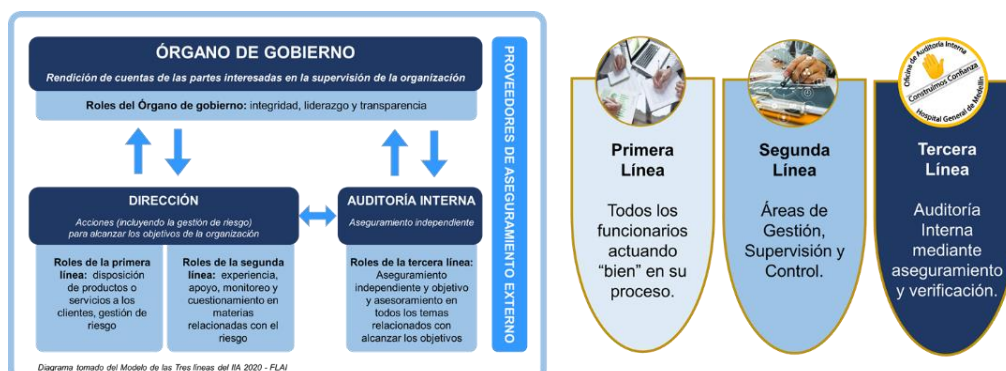 ÓRGANO DE GOBIERNO
Rendición de cuentas de las partes interesadas en la supervisión de la organización
Roles del Órgano de gobierno: integridad, liderazgo y transparencia
DIRECCIÓN
Acciones (incluyendo la gestión de riesgo)
para alcanzar los objetivos de la organización
Roles de la primera
línea: disposición
de productos o
servicios a los
clientes, gestión de
riesgo
Roles de la segunda
línea: experiencia,
apoyo, monitoreo y
cuestionamiento en
materias
relacionadas con el
riesgo
AUDITORÍA INTERNA
Aseguramiento independiente
Roles de la tercera línea:
Aseguramiento
independiente y objetivo
y asesoramiento en
todos los temas
relacionados con
alcanzar los objetivos
PROVEEDORES DE ASEGURAMIENTO EXTERNO
Diagrama tomado del Modelo de las Tres líneas del IIA 2020 - FLAI
Primera
Línea
Todos los
funcionarios
actuando
“bien” en su
proceso.
Segunda
Línea
Áreas de
Gestión,
Supervisión y
Control.
Oficina de Auditoría Interna
Construimos Confianza
Hospital General de Medellín
Tercera
Línea
Auditoría
Interna
mediante
aseguramiento
y verificación.